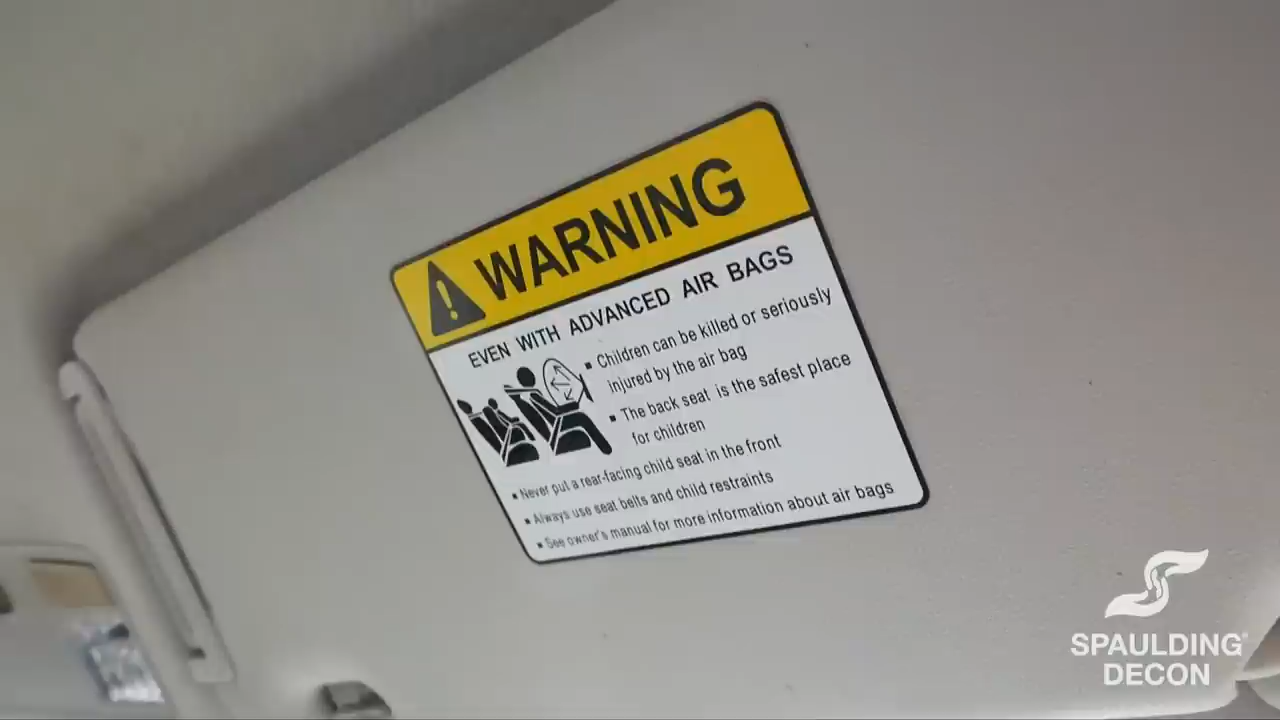 WARNING
EVEN WITH ADVANCED AIR BAGS
▪ Children can be killed or seriously
injured by the air bag
▪ The back seat is the safest place
for children
▪ Never put a rear-facing child seat in the front
▪ Always use seat belts and child restraints
▪ See owner's manual for more information about air bags
SPAULDING®
DECON